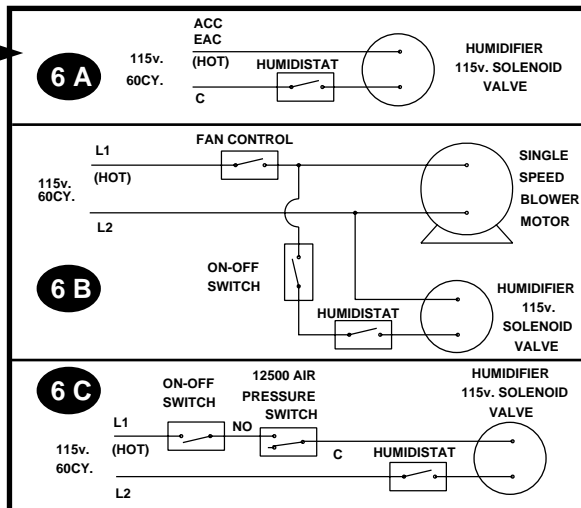 ACC
EAC
(HOT)
115v.
60CY.
C
HUMIDISTAT
HUMIDIFIER
115v. SOLENOID
VALVE
6 A
FAN CONTROL
L1
(HOT)
115v.
60CY.
L2
SINGLE
SPEED
BLOWER
MOTOR
ON-OFF
SWITCH
6 B
HUMIDISTAT
HUMIDIFIER
115v.
SOLENOID
VALVE
6 C
ON-OFF
SWITCH
12500 AIR
PRESSURE
SWITCH
HUMIDIFIER
115v. SOLENOID
VALVE
L1
(HOT)
NO
C
115v.
60CY.
HUMIDISTAT
L2